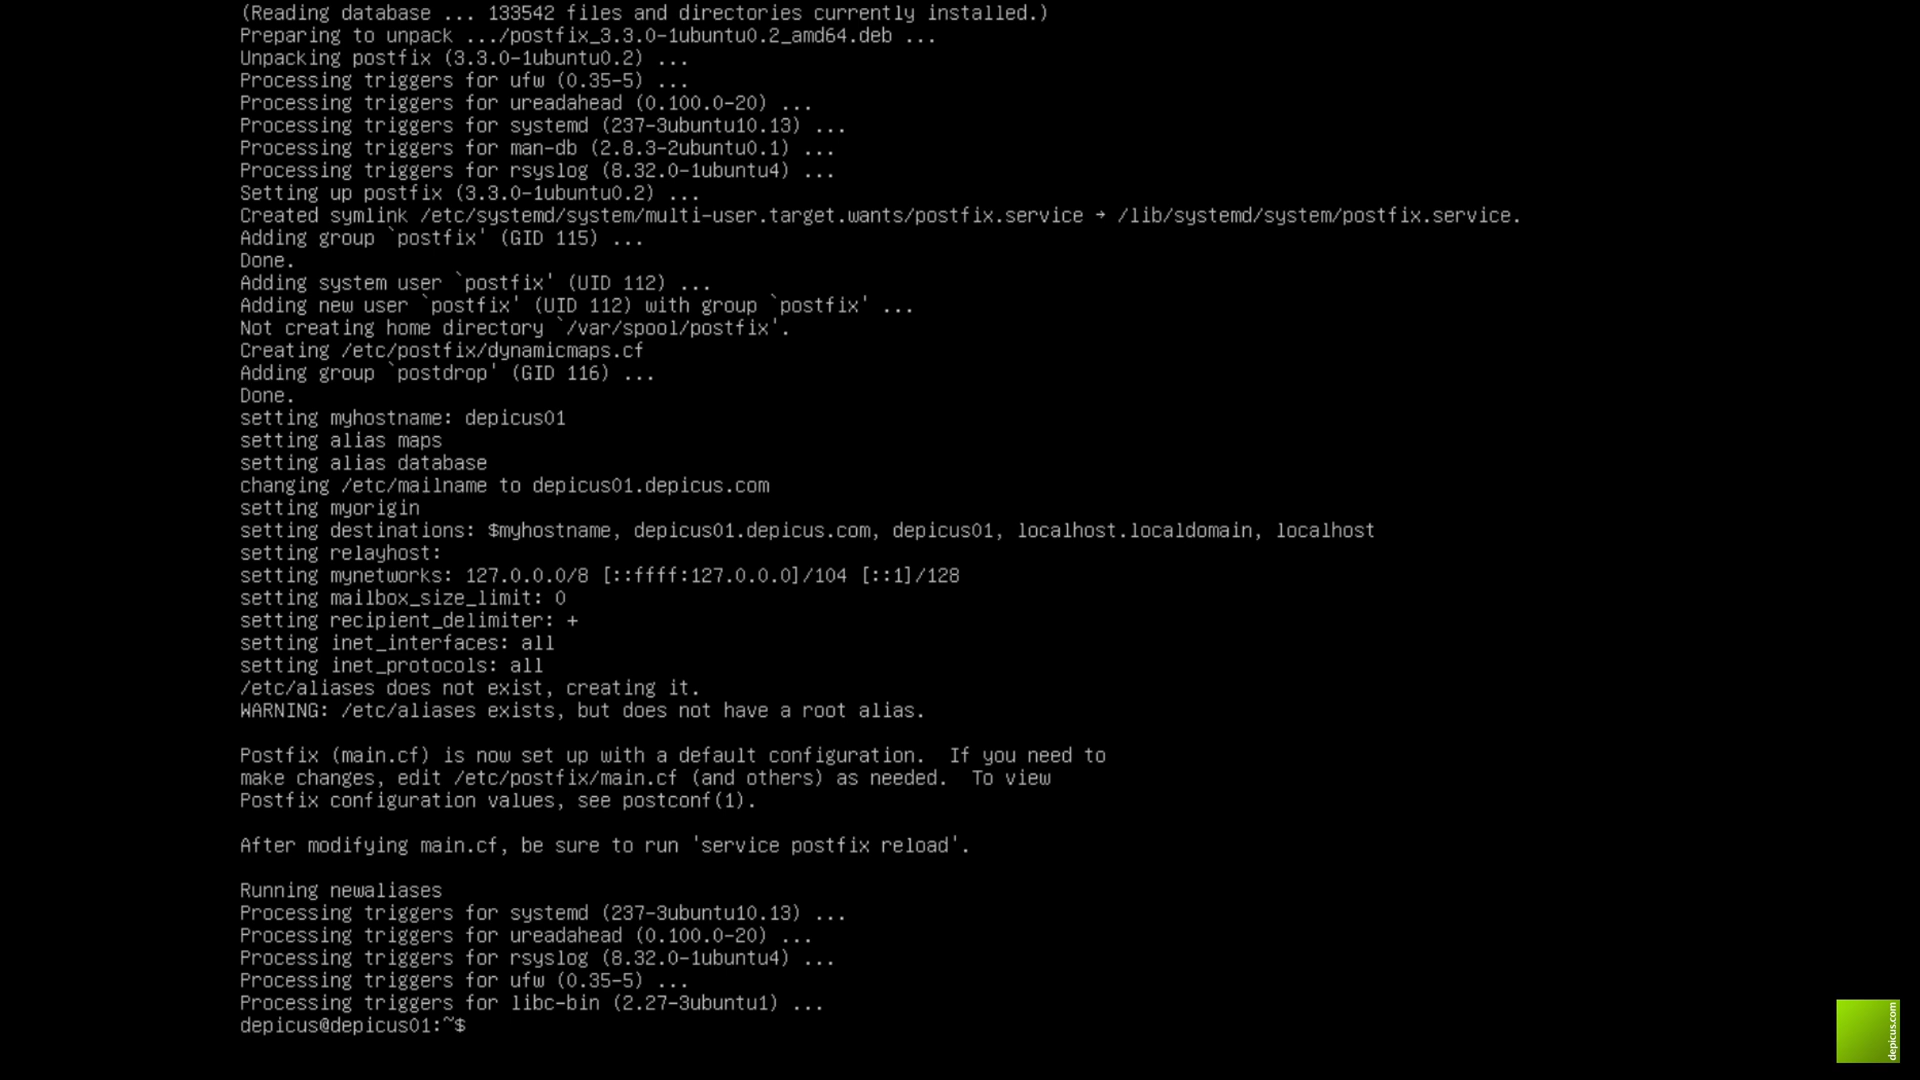 (Reading database ... 133542 files and directories currently installed.)
Preparing to unpack .../postfix_3.3.0-1ubuntu0.2_amd64.deb ...
Unpacking postfix (3.3.0-1ubuntu0.2) ...
Processing triggers for ufw (0.35-5) ...
Processing triggers for ureadahead (0.100.0-20) ...
Processing triggers for systemd (237-3ubuntu10.13) ...
Processing triggers for man-db (2.8.3-2ubuntu0.1) ...
Processing triggers for rsyslog (8.32.0-1ubuntu4) ...
Setting up postfix (3.3.0-1ubuntu0.2) ...
Created symlink /etc/systemd/system/multi-user.target.wants/postfix.service → /lib/systemd/system/postfix.service.
Adding group `postfix' (GID 115) ...
Done.
Adding system user `postfix' (UID 112) ...
Adding new user `postfix' (UID 112) with group `postfix' ...
Not creating home directory `/var/spool/postfix'.
Creating /etc/postfix/dynamicmaps.cf
Adding group `postdrop' (GID 116) ...
Done.
setting myhostname: depicus01
setting alias maps
setting alias database
changing /etc/mailname to depicus01.depicus.com
setting myorigin
setting destinations: $myhostname, depicus01.depicus.com, depicus01, localhost.localdomain, localhost
setting relayhost:
setting mynetworks: 127.0.0.0/8 [::ffff:127.0.0.0]/104 [::1]/128
setting mailbox_size_limit: 0
setting recipient_delimiter: +
setting inet_interfaces: all
setting inet_protocols: all
/etc/aliases does not exist, creating it.
WARNING: /etc/aliases exists, but does not have a root alias.

Postfix (main.cf) is now set up with a default configuration.  If you need to
make changes, edit /etc/postfix/main.cf (and others) as needed.  To view
Postfix configuration values, see postconf(1).

After modifying main.cf, be sure to run 'service postfix reload'.

Running newaliases
Processing triggers for systemd (237-3ubuntu10.13) ...
Processing triggers for ureadahead (0.100.0-20) ...
Processing triggers for rsyslog (8.32.0-1ubuntu4) ...
Processing triggers for ufw (0.35-5) ...
Processing triggers for libc-bin (2.27-3ubuntu1) ...
depicus@depicus01:~$
depicus.com